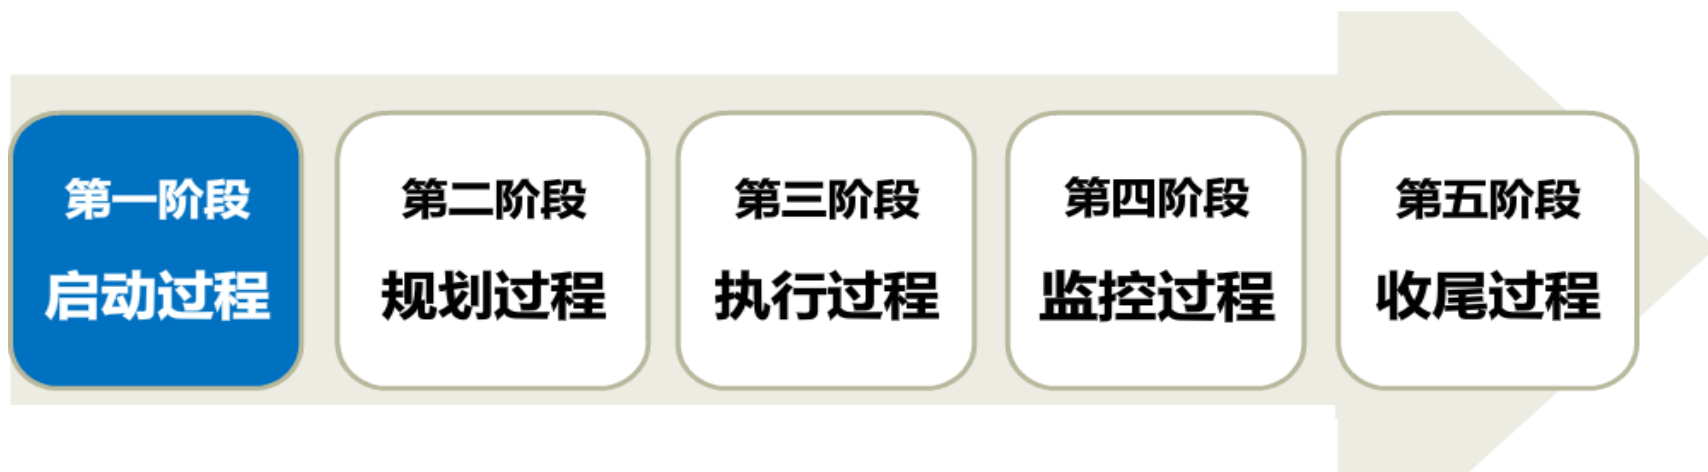 第一阶段
启动过程
第二阶段
规划过程
第三阶段
执行过程
第四阶段
监控过程
第五阶段
收尾过程